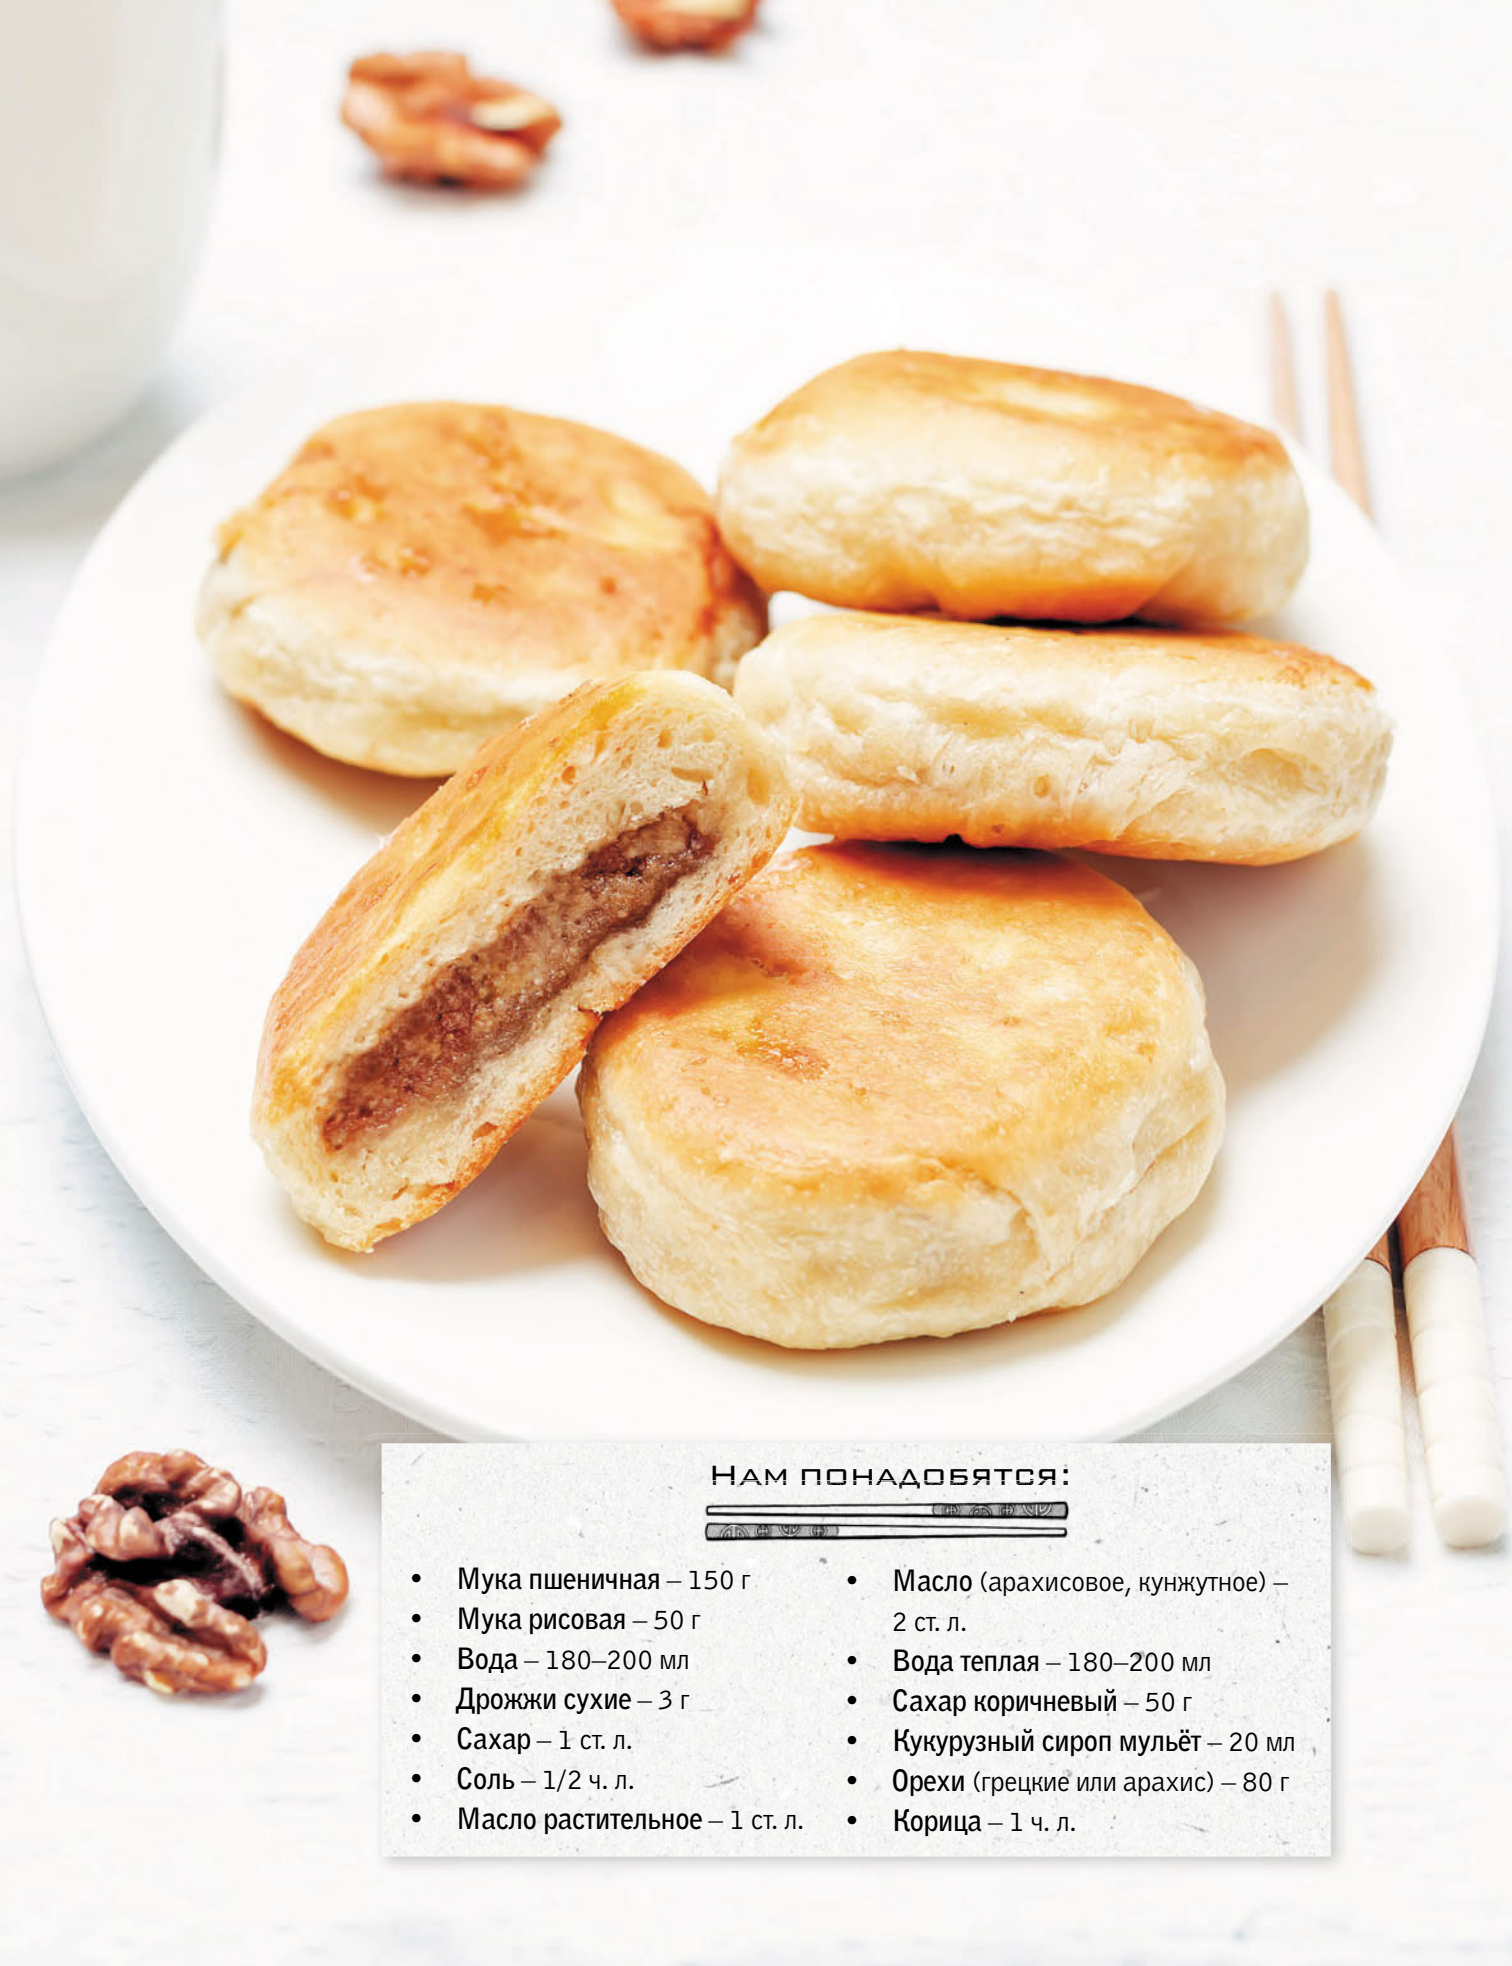 Нам понадобятся:
• Мука пшеничная – 150 г
• Мука рисовая – 50 г
• Вода – 180–200 мл
• Дрожжи сухие – 3 г
• Сахар – 1 ст. л.
• Соль – 1/2 ч. л.
• Масло растительное – 1 ст. л.
• Масло (арахисовое, кунжутное) –
2 ст. л.
• Вода теплая – 180–200 мл
• Сахар коричневый – 50 г
• Кукурузный сироп мульёт – 20 мл
• Орехи (грецкие или арахис) – 80 г
• Корица – 1 ч. л.